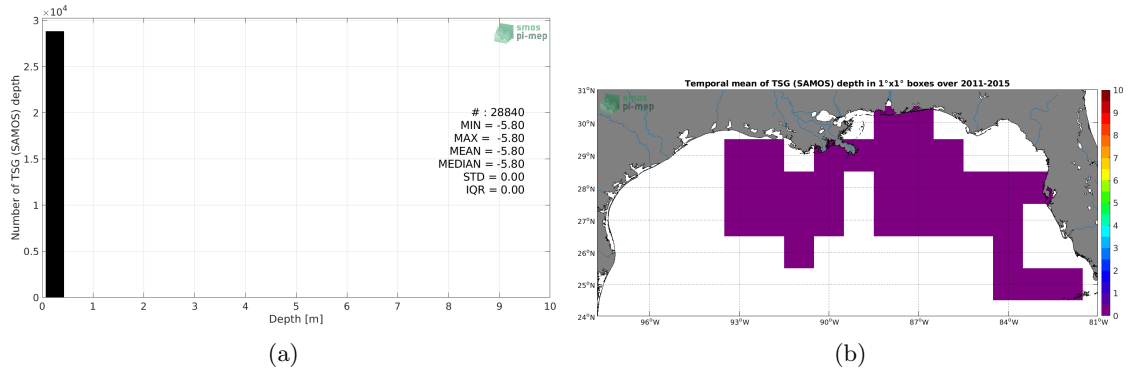 ×10⁴
3
2.5
2
1.5
1
0.5
0
Number of TSG (SAMOS) depth
smos
pi-mep
# : 28840
MIN = -5.80
MAX = -5.80
MEAN = -5.80
MEDIAN = -5.80
STD = 0.00
IQR = 0.00
0 1 2 3 4 5 6 7 8 9 10
Depth [m]
(a)
Temporal mean of TSG (SAMOS) depth in 1°x1° boxes over 2011-2015
smos
pi-mep
31°N
30°N
29°N
28°N
27°N
26°N
25°N
24°N
96°W 93°W 90°W 87°W 84°W 81°W
10
9
8
7
6
5
4
3
2
1
0
(b)